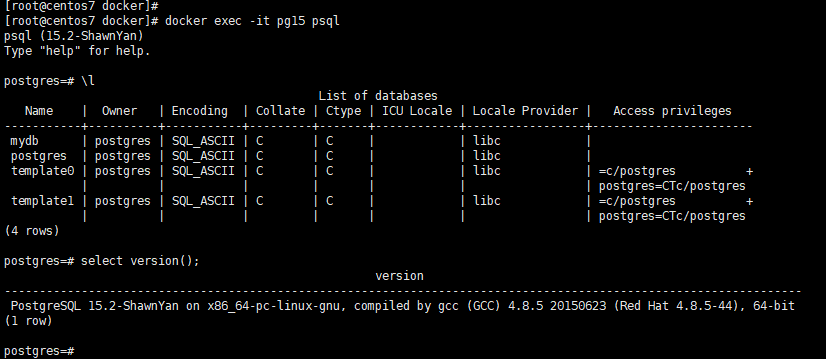 [root@centos7 docker]#
[root@centos7 docker]# docker exec -it pg15 psql
psql (15.2-ShawnYan)
Type "help" for help.

postgres=# \l
                                             List of databases
   Name    |  Owner   | Encoding  | Collate | Ctype | ICU Locale | Locale Provider |   Access privileges
-----------+----------+-----------+---------+-------+------------+-----------------+-----------------------
 mydb      | postgres | SQL_ASCII | C       | C     |            | libc            |
 postgres  | postgres | SQL_ASCII | C       | C     |            | libc            |
 template0 | postgres | SQL_ASCII | C       | C     |            | libc            | =c/postgres          +
           |          |           |         |       |            |                 | postgres=CTc/postgres
 template1 | postgres | SQL_ASCII | C       | C     |            | libc            | =c/postgres          +
           |          |           |         |       |            |                 | postgres=CTc/postgres
(4 rows)

postgres=# select version();
                                                     version
-----------------------------------------------------------------------------------------------------------------
 PostgreSQL 15.2-ShawnYan on x86_64-pc-linux-gnu, compiled by gcc (GCC) 4.8.5 20150623 (Red Hat 4.8.5-44), 64-bit
(1 row)

postgres=#